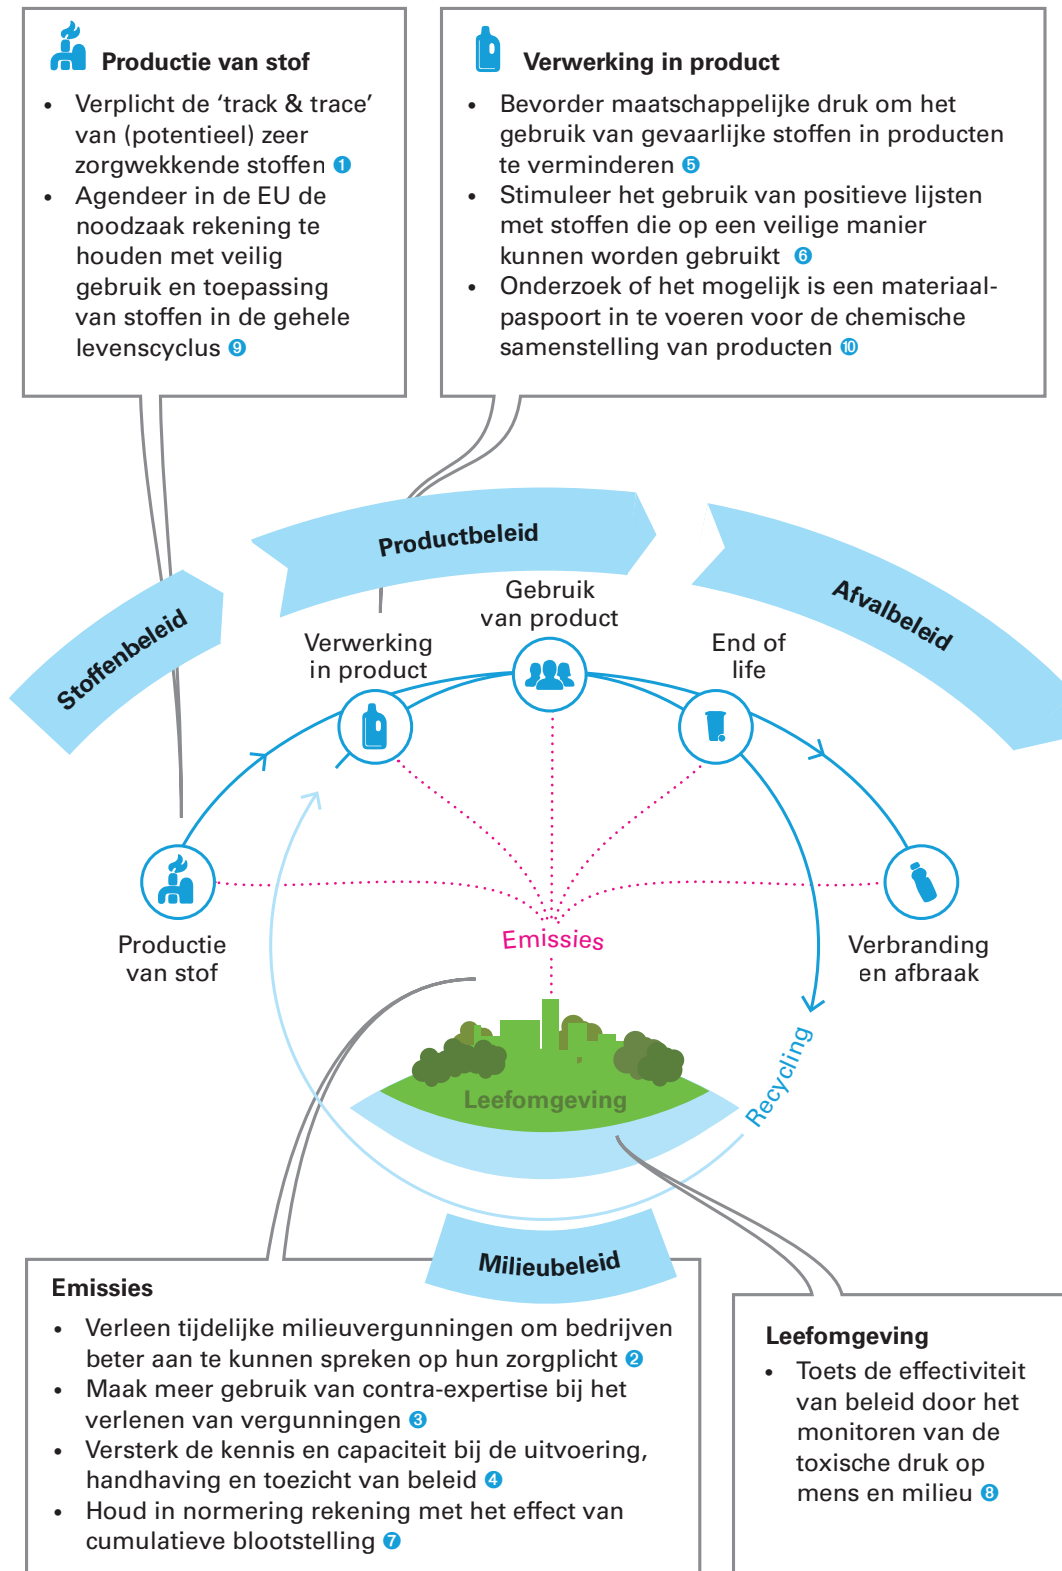 Productie van stof
• Verplicht de ‘track & trace’
van (potentieel) zeer
zorgwekkende stoffen 1
• Agendeer in de EU de
noodzaak rekening te
houden met veilig
gebruik en toepassing
van stoffen in de gehele
levenscyclus 9
Verwerking in product
• Bevorder maatschappelijke druk om het
gebruik van gevaarlijke stoffen in producten
te verminderen 5
• Stimuleer het gebruik van positieve lijsten
met stoffen die op een veilige manier
kunnen worden gebruikt 6
• Onderzoek of het mogelijk is een materiaal-
paspoort in te voeren voor de chemische
samenstelling van producten 10
Stoffenbeleid
Productbeleid
Afvalbeleid
Gebruik
van product
Verwerking
in product
End of
life
Productie
van stof
Emissies
Verbranding
en afbraak
Leefomgeving
Recycling
Milieubeleid
Emissies
• Verleen tijdelijke milieuvergunningen om bedrijven
beter aan te kunnen spreken op hun zorgplicht 2
• Maak meer gebruik van contra-expertise bij het
verlenen van vergunningen 3
• Versterk de kennis en capaciteit bij de uitvoering,
handhaving en toezicht van beleid 4
• Houd in normering rekening met het effect van
cumulatieve blootstelling 7
Leefomgeving
• Toets de effectiviteit
van beleid door het
monitoren van de
toxische druk op
mens en milieu 8